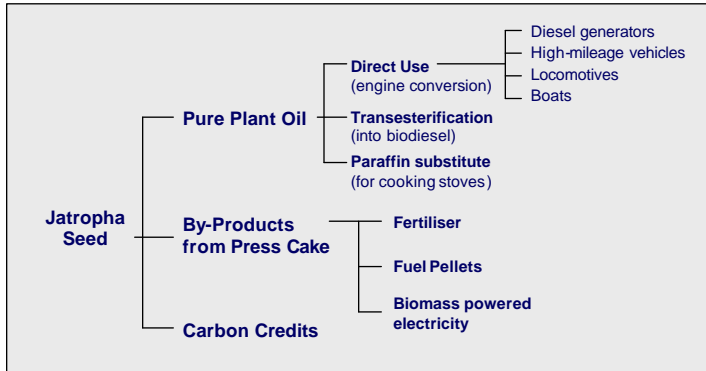 Jatropha
Seed
Pure Plant Oil
Direct Use
(engine conversion)
Diesel generators
High-mileage vehicles
Locomotives
Boats
Transesterification
(into biodiesel)
Paraffin substitute
(for cooking stoves)
By-Products
from Press Cake
Fertiliser
Fuel Pellets
Biomass powered
electricity
Carbon Credits